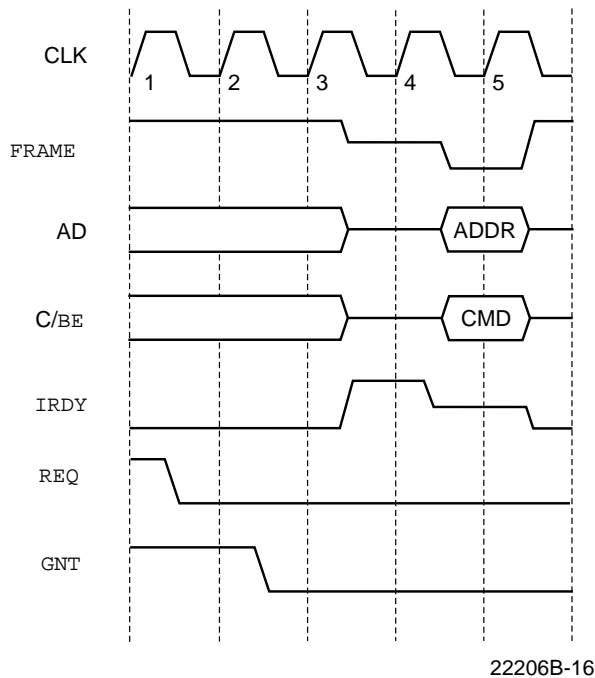 CLK
1 2 3 4 5
FRAME
AD
ADDR
C/BE
CMD
IRDY
REQ
GNT
22206B-16